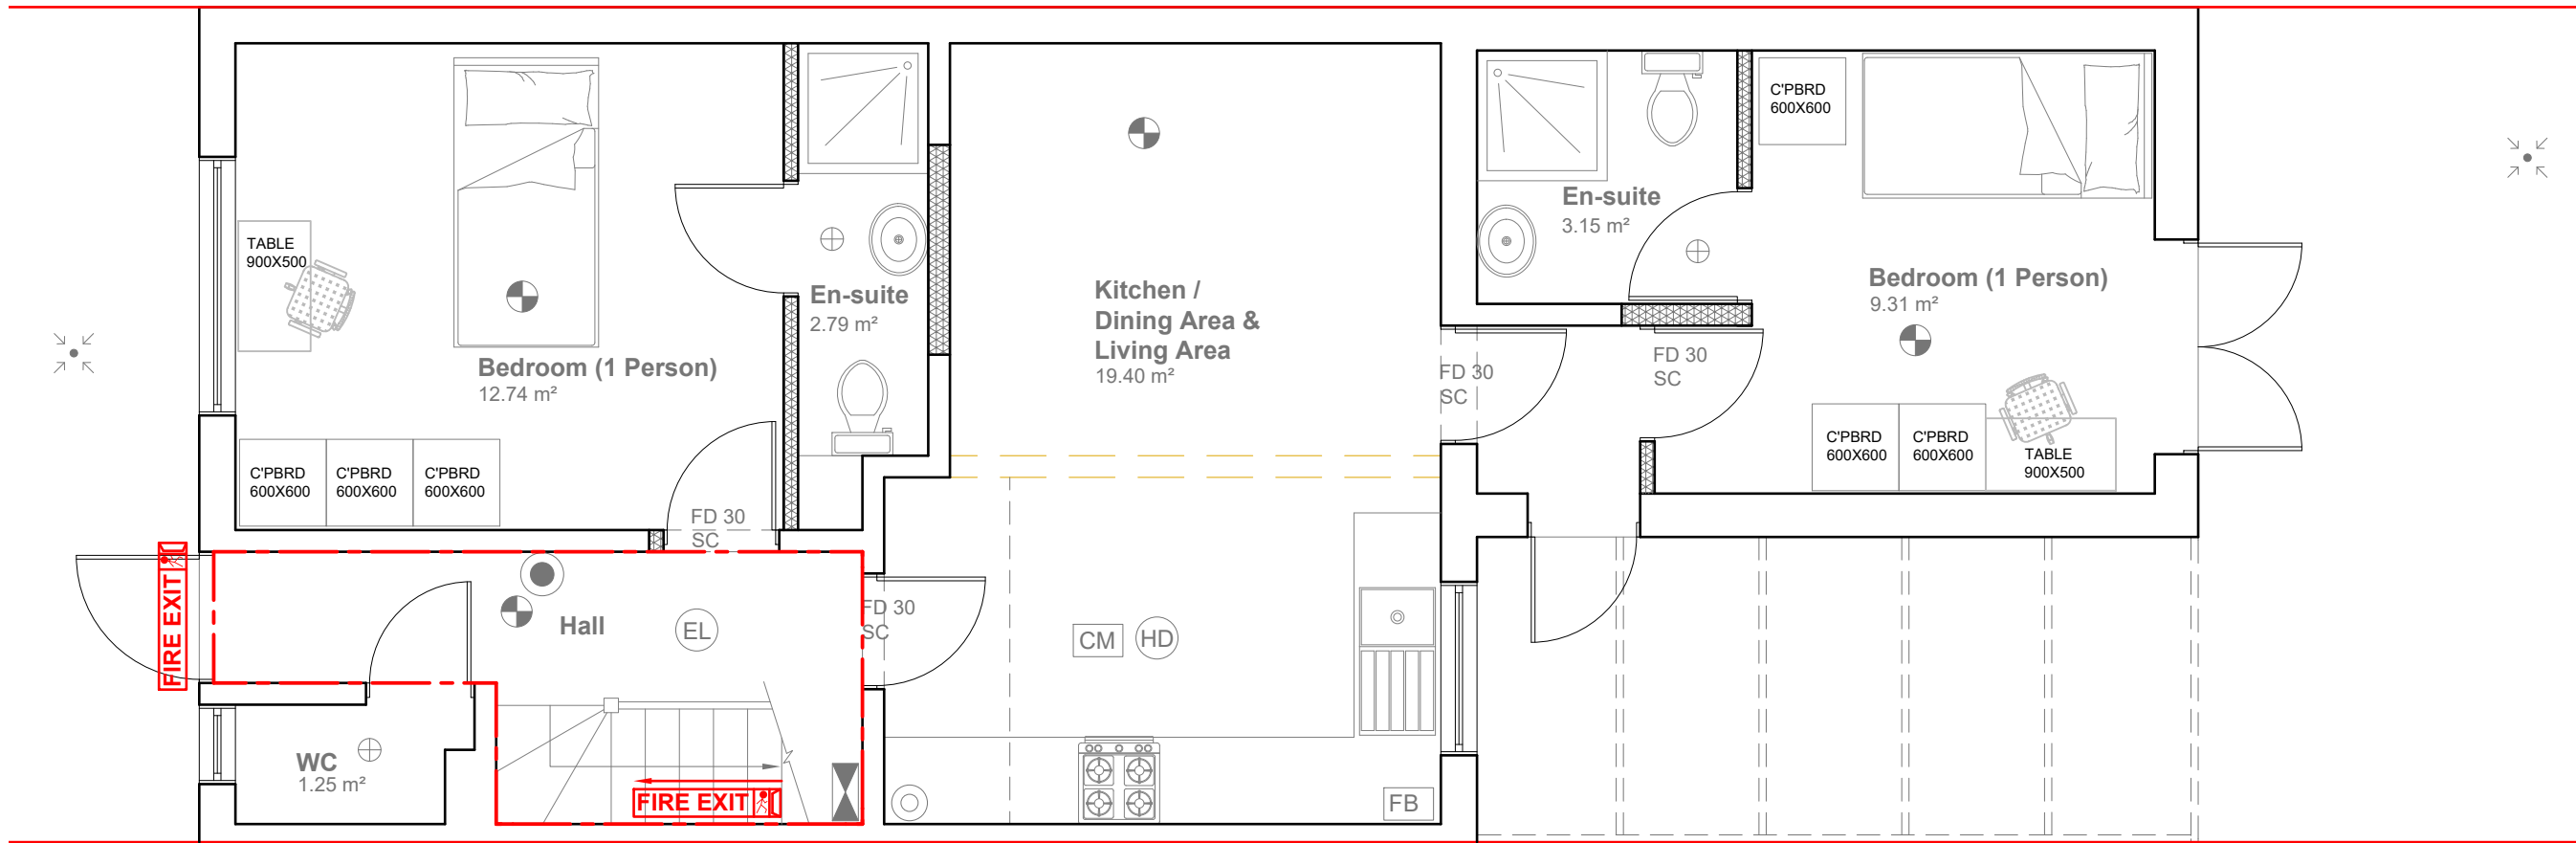 C'PBRD
600X600
TABLE
900X500
En-suite
3.15 m²
Bedroom (1 Person)
9.31 m²
En-suite
2.79 m²
Kitchen /
Dining Area &
Living Area
19.40 m²
Bedroom (1 Person)
12.74 m²
FD 30
SC
FD 30
SC
C'PBRD
600X600
C'PBRD
600X600
C'PBRD
600X600
C'PBRD
600X600
C'PBRD
600X600
TABLE
900X500
FD 30
SC
FIRE EXIT
Hall
EL
FD 30
SC
CM
HD
WC
1.25 m²
FIRE EXIT
FB